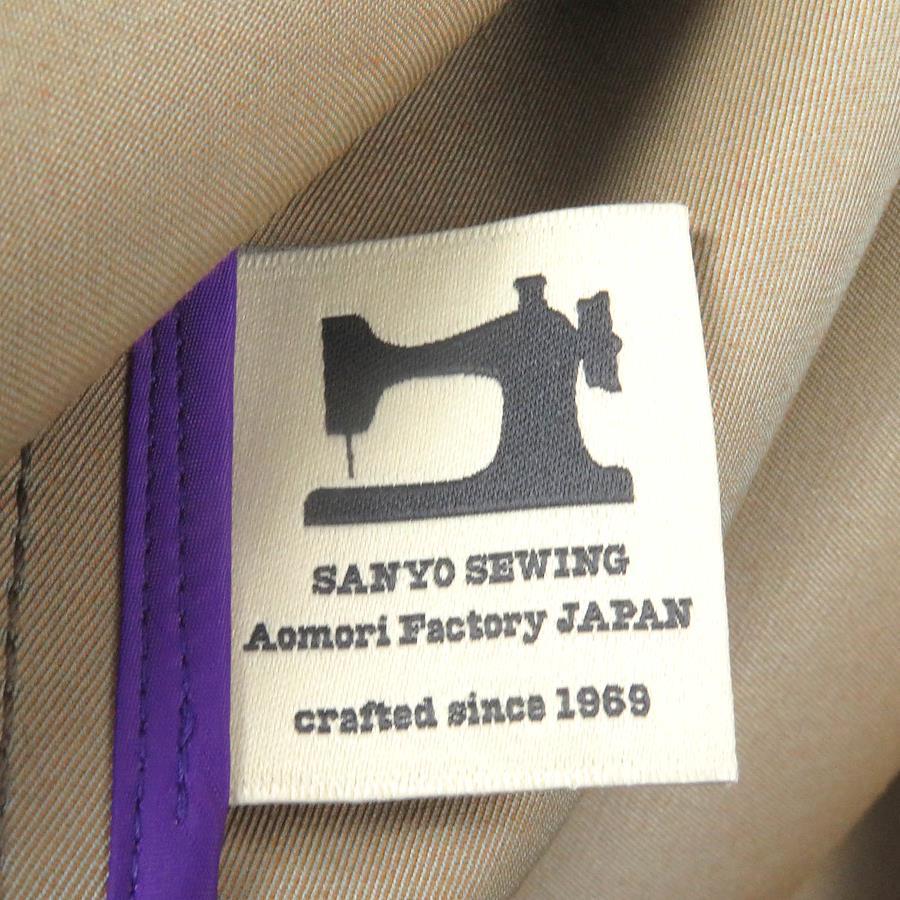 SANYO SEWING
Aomori Factory JAPAN
crafted since 1969